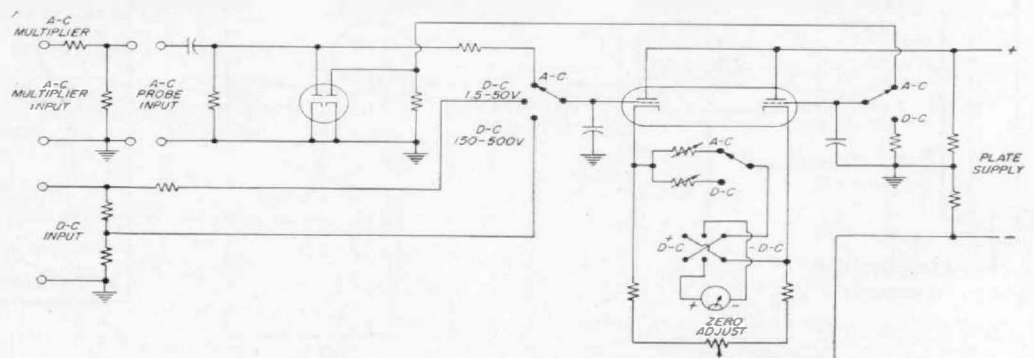 A-C
MULTIPLIER
A-C
MULTIPLIER
INPUT
A-C
PROBE
INPUT
D-C
INPUT
D-C
1.5-50V
A-C
D-C
150-500V
A-C
D-C
+
D-C
- D-C
+
-
ZERO
ADJUST
A-C
D-C
+
PLATE
SUPPLY
-